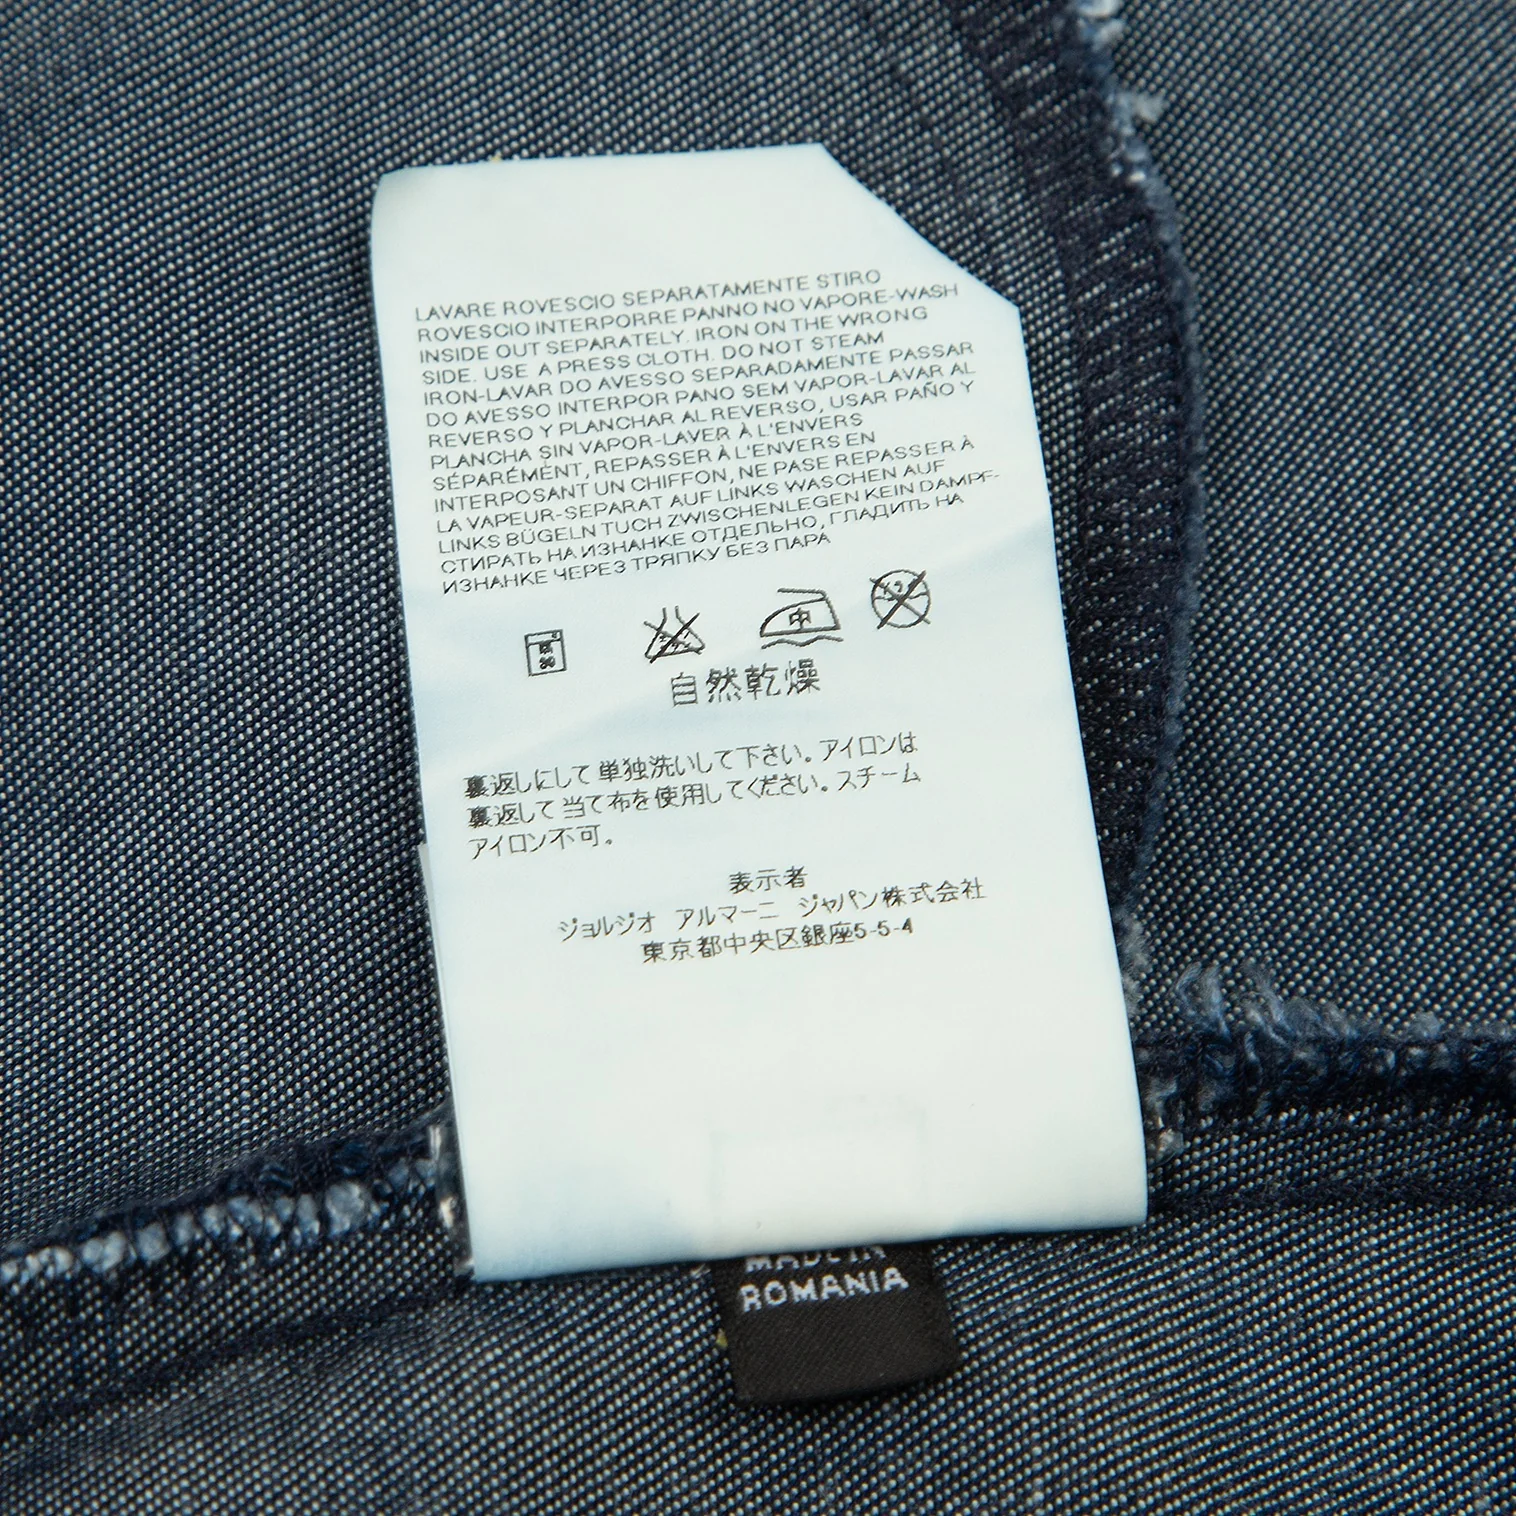 LAVARE ROVESCIO SEPARATAMENTE STIRO
ROVESCIO INTERPORRE PANNO NO VAPORE-WASH
INSIDE OUT SEPARATELY. IRON ON THE WRONG
SIDE. USE A PRESS CLOTH. DO NOT STEAM
IRON-LAVAR DO AVESSO SEPARADAMENTE PASSAR
DO AVESSO INTERPOR PANO SEM VAPOR-LAVAR AL
REVERSO Y PLANCHAR AL REVERSO, USAR PAÑO Y
PLANCHA SIN VAPOR-LAVER À L'ENVERS
SÉPARÉMENT, REPASSER À L'ENVERS EN
INTERPOSANT UN CHIFFON, NE PASE REPASSER À
LA VAPEUR-SEPARAT AUF LINKS WASCHEN AUF
LINKS BÜGELN TUCH ZWISCHENLEGEN KEIN DAMPF-
СТИРАТЬ НА ИЗНАНКЕ ОТДЕЛЬНО, ГЛАДИТЬ НА
ИЗНАНКЕ ЧЕРЕЗ ТРЯПКУ БЕЗ ПАРА
30 中
自然乾燥
裏返しにして 単独洗いして下さい。アイロンは
裏返して 当て布を使用してください。スチーム
アイロン不可。
表示者
ジョルジオ アルマーニ ジャパン株式会社
東京都中央区銀座5-5-4
MADE IN
ROMANIA